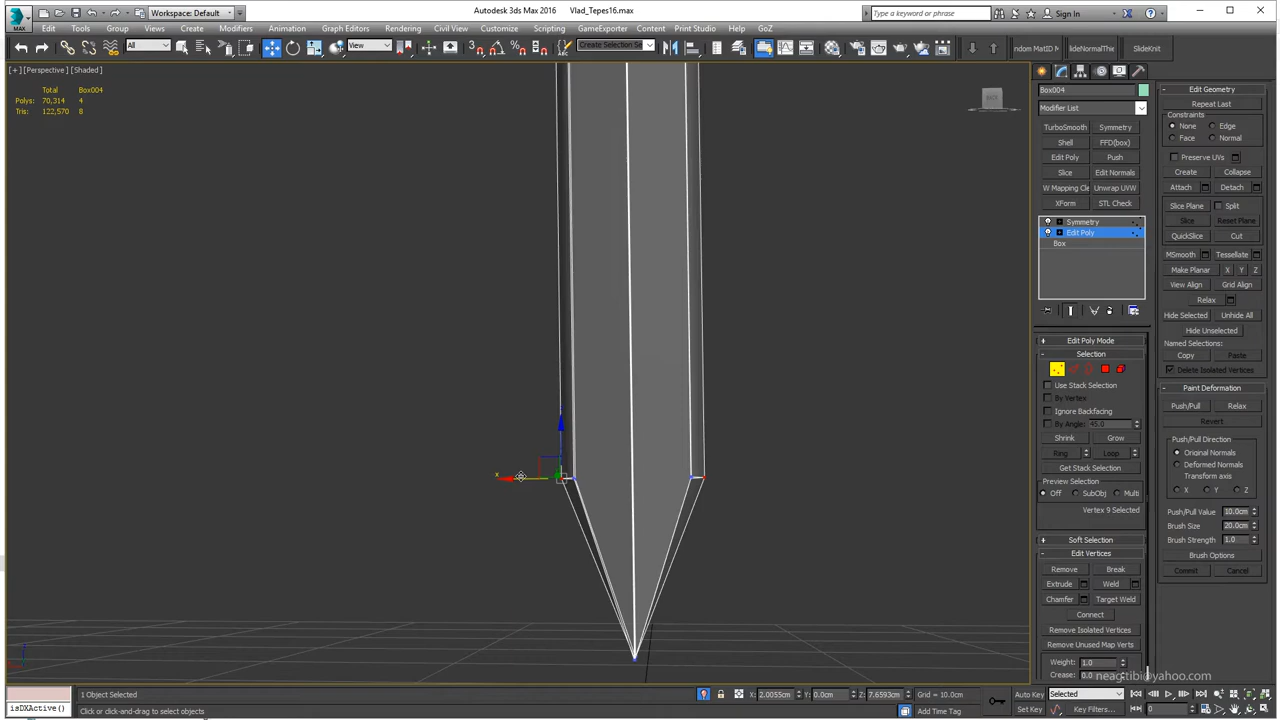 Workspace: Default
Autodesk 3ds Max 2016
Vlad_Tepes16.max
Type a keyword or phrase
Sign In
MAX
Edit
Tools
Group
Views
Create
Modifiers
Animation
Graph Editors
Rendering
Civil View
Customize
Scripting
Content
GameExporter
Print Studio
Help
GoZ
All
View
Create Selection Se
ndom MatID M
lideNormalThie
SlideKnit
[+] [Perspective] [Shaded]
Total
Box004
Polys:
70,314
4
Tris:
122,570
8
x
Box004
Modifier List
TurboSmooth
Symmetry
Shell
FFD(box)
Edit Poly
Push
Slice
Edit Normals
W Mapping Cle
Unwrap UVW
XForm
STL Check
Symmetry
Edit Poly
Box
Edit Poly Mode
Selection
Use Stack Selection
By Vertex
Ignore Backfacing
By Angle:
45.0
Shrink
Grow
Ring
Loop
Get Stack Selection
Preview Selection
Off
SubObj
Multi
Vertex 9 Selected
Soft Selection
Edit Vertices
Remove
Break
Extrude
Weld
Chamfer
Target Weld
Connect
Remove Isolated Vertices
Remove Unused Map Verts
Weight:
1.0
Crease:
0.0
Edit Geometry
Repeat Last
Constraints
None
Edge
Face
Normal
Preserve UVs
Create
Collapse
Attach
Detach
Slice Plane
Split
Slice
Reset Plane
QuickSlice
Cut
MSmooth
Tessellate
Make Planar
X
Y
Z
View Align
Grid Align
Relax
Hide Selected
Unhide All
Hide Unselected
Named Selections:
Copy
Paste
Delete Isolated Vertices
Paint Deformation
Push/Pull
Relax
Revert
Push/Pull Direction
Original Normals
Deformed Normals
Transform axis
X
Y
Z
Push/Pull Value
10.0cm
Brush Size
20.0cm
Brush Strength
1.0
Brush Options
Commit
Cancel
neagtibi@yahoo.com
isDXActive()
1 Object Selected
Click or click-and-drag to select objects
X:
2.0055cm
Y:
0.0cm
Z:
7.6593cm
Grid = 10.0cm
Add Time Tag
Auto Key
Selected
Set Key
Key Filters...
0